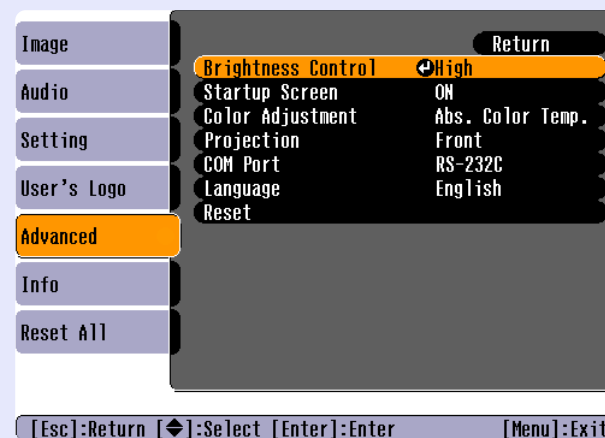 Image
Audio
Setting
User's Logo
Advanced
Info
Reset All
Return
Brightness Control High
Startup Screen ON
Color Adjustment Abs. Color Temp.
Projection Front
COM Port RS-232C
Language English
Reset
[Esc]:Return [◆]:Select [Enter]:Enter [Menu]:Exit